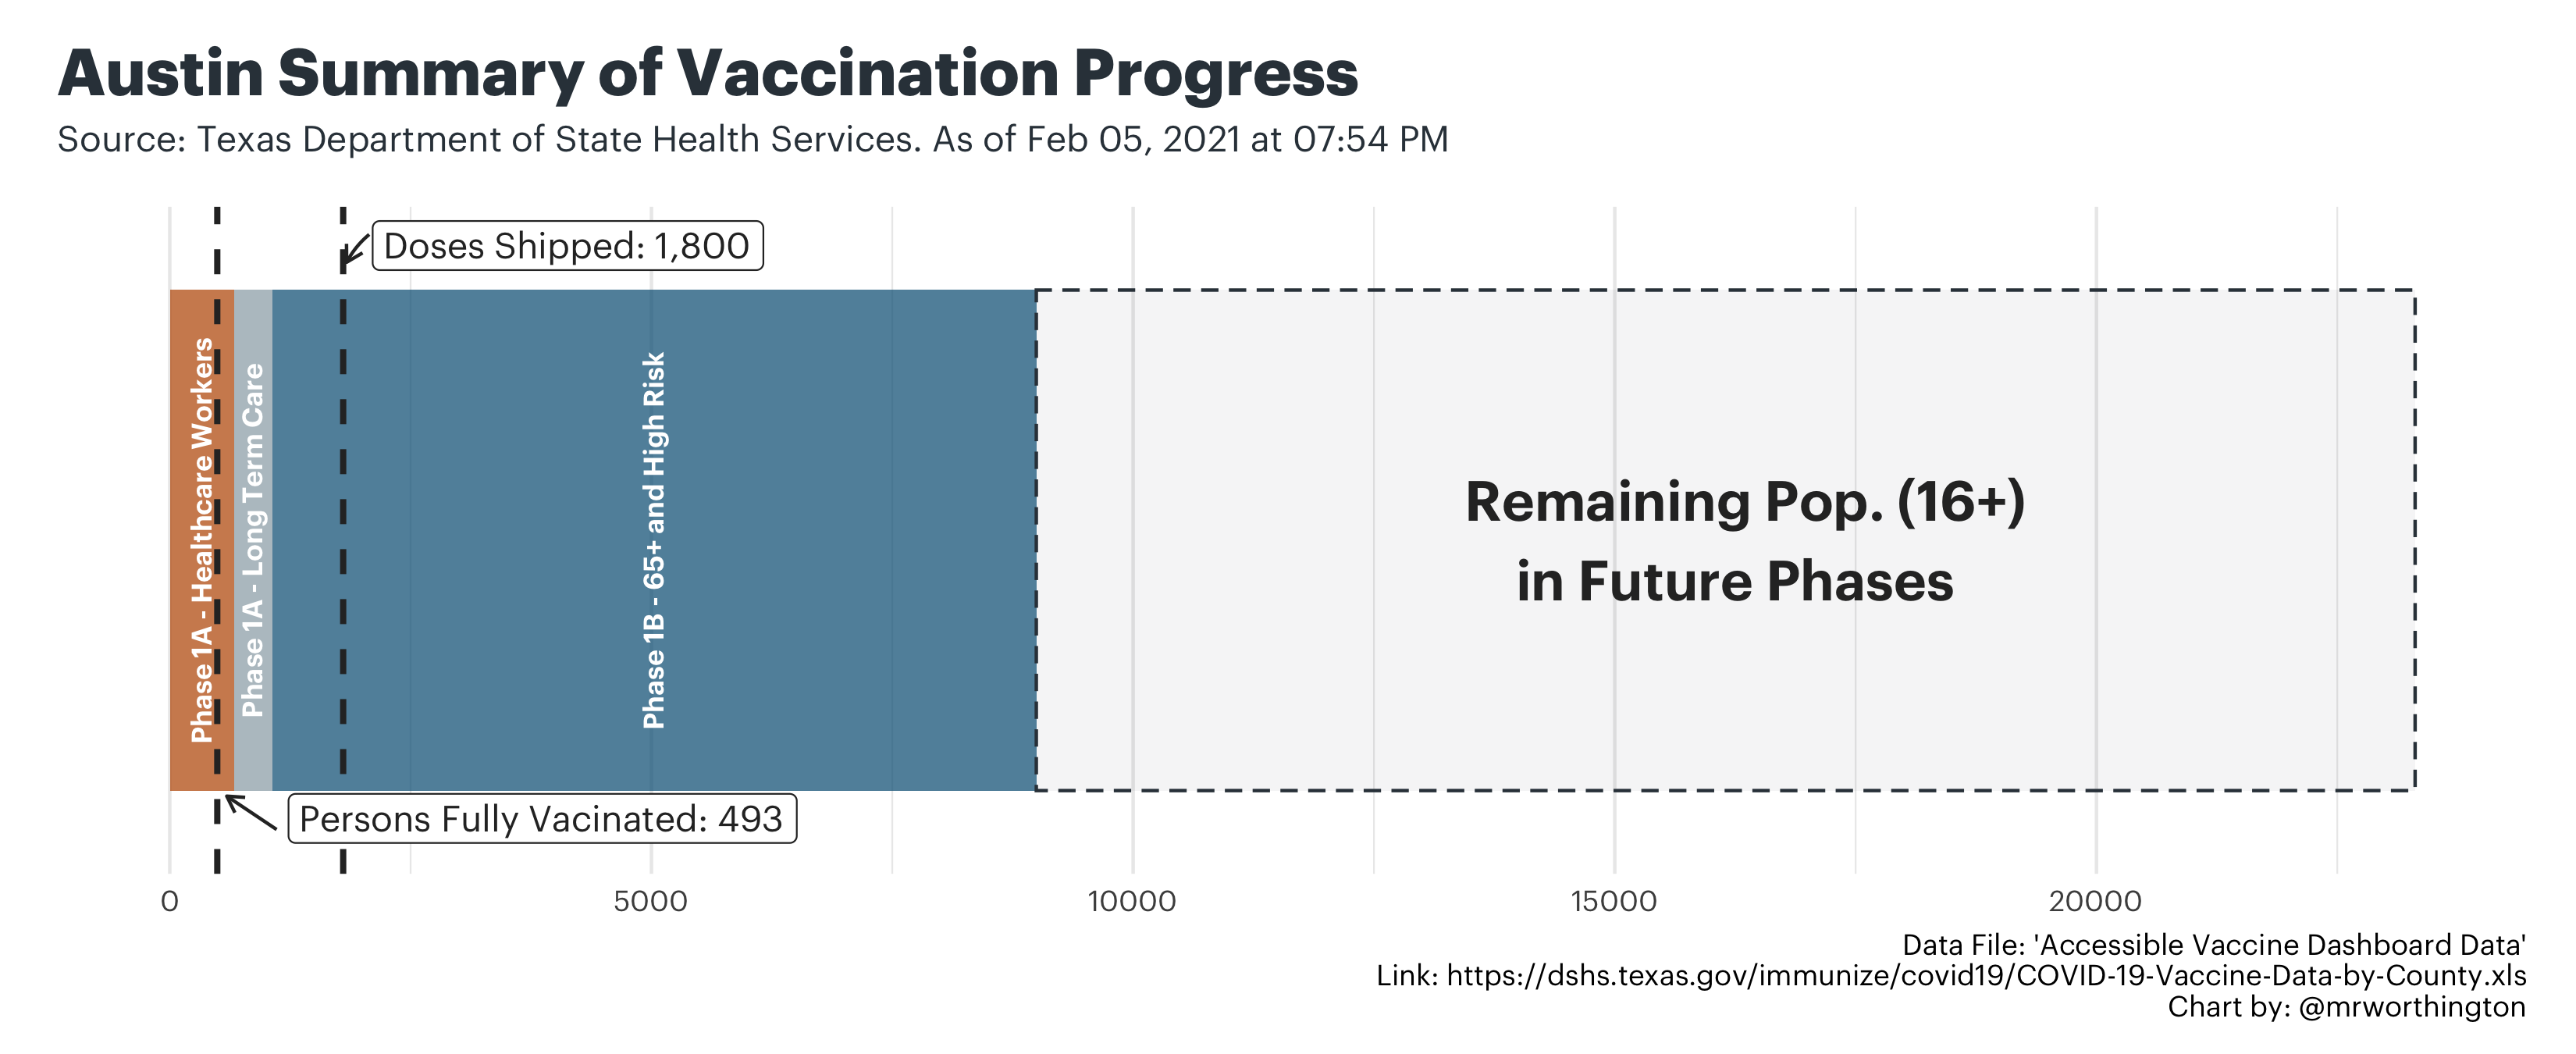 Austin Summary of Vaccination Progress
Source: Texas Department of State Health Services. As of Feb 05, 2021 at 07:54 PM
Doses Shipped: 1,800
Phase 1A - Healthcare Workers
Phase 1A - Long Term Care
Phase 1B - 65+ and High Risk
Remaining Pop. (16+)
in Future Phases
Persons Fully Vacinated: 493
0 5000 10000 15000 20000
Data File: 'Accessible Vaccine Dashboard Data'
Link: https://dshs.texas.gov/immunize/covid19/COVID-19-Vaccine-Data-by-County.xls
Chart by: @mrworthington